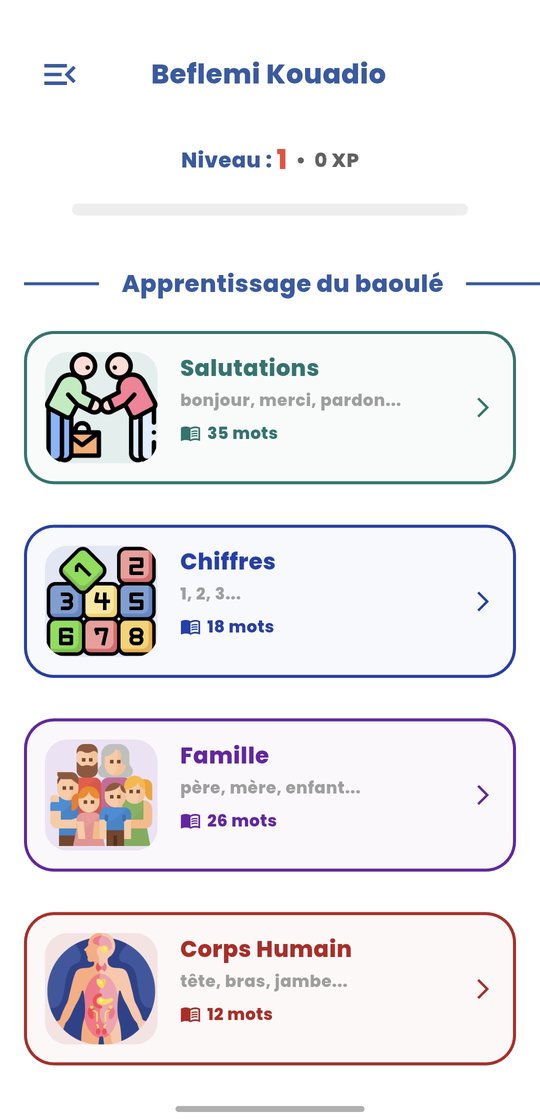 Beflemi Kouadio
Niveau : 1 • 0 XP
Apprentissage du baoulé
Salutations
bonjour, merci, pardon...
35 mots
1 2
3 4 5
6 7 8
Chiffres
1, 2, 3...
18 mots
Famille
père, mère, enfant...
26 mots
Corps Humain
tête, bras, jambe...
12 mots